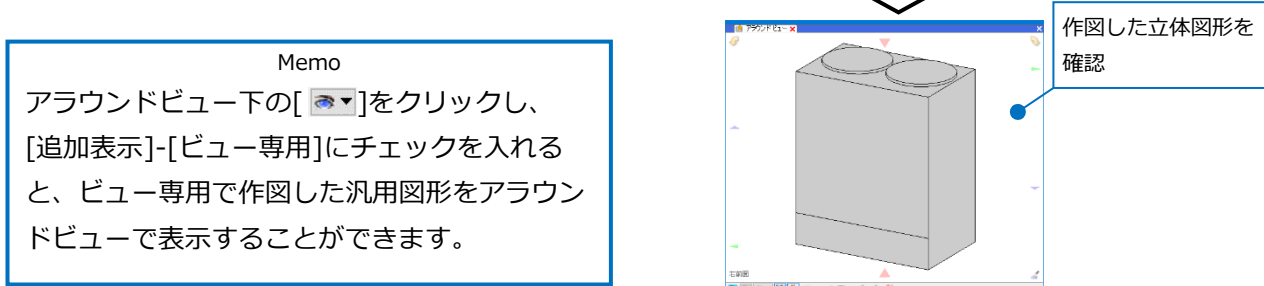 Memo
アラウンドビュー下の[ ]をクリックし、
[追加表示]-[ビュー専用]にチェックを入れる
と、ビュー専用で作図した汎用図形をアラウン
ドビューで表示することができます。
アラウンドビュー
右前面
作図した立体図形を
確認